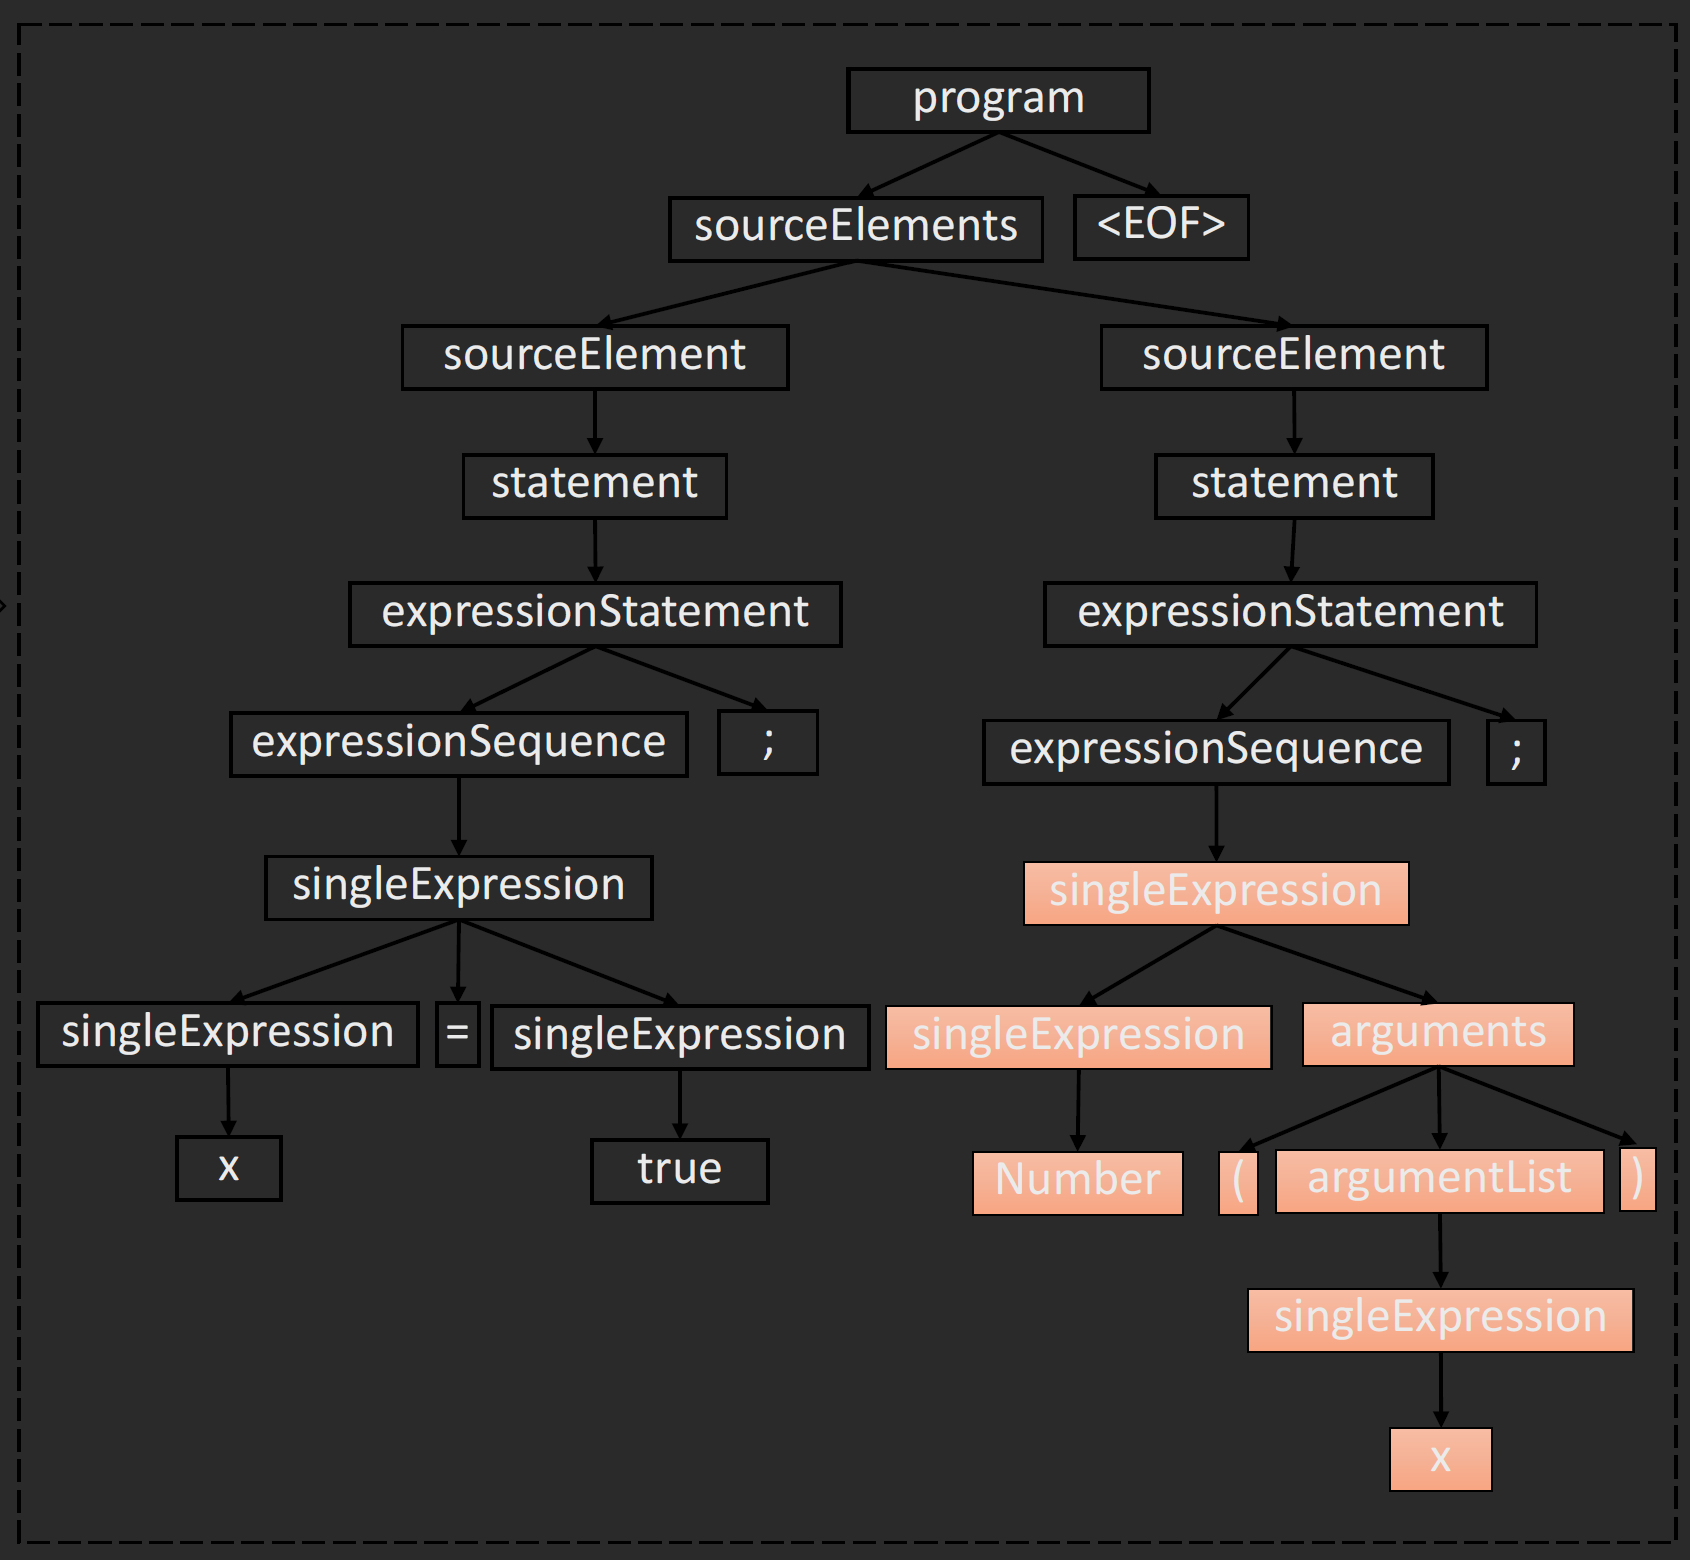 program
sourceElements
<EOF>
sourceElement
sourceElement
statement
statement
expressionStatement
expressionStatement
expressionSequence
;
expressionSequence
;
singleExpression
singleExpression
singleExpression
=
singleExpression
singleExpression
arguments
x
true
Number
(
argumentList
)
singleExpression
x